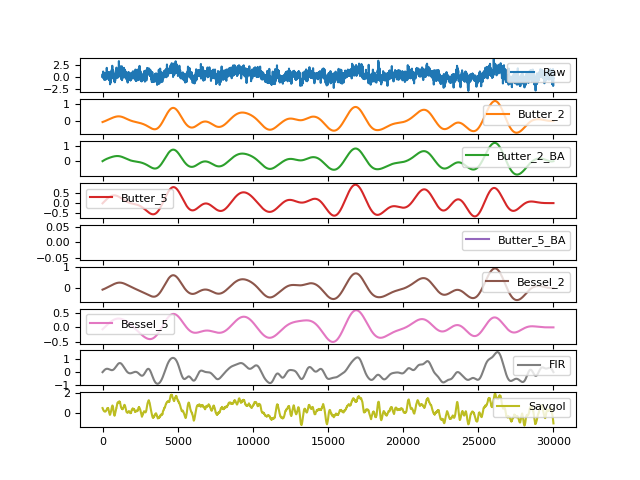 2.5
0.0
−2.5
Raw
1
0
Butter_2
1
0
Butter_2_BA
0.5
0.0
−0.5
Butter_5
0.05
0.00
−0.05
Butter_5_BA
1
0
Bessel_2
0.5
0.0
−0.5
Bessel_5
1
0
−1
FIR
2
0
Savgol
0 5000 10000 15000 20000 25000 30000